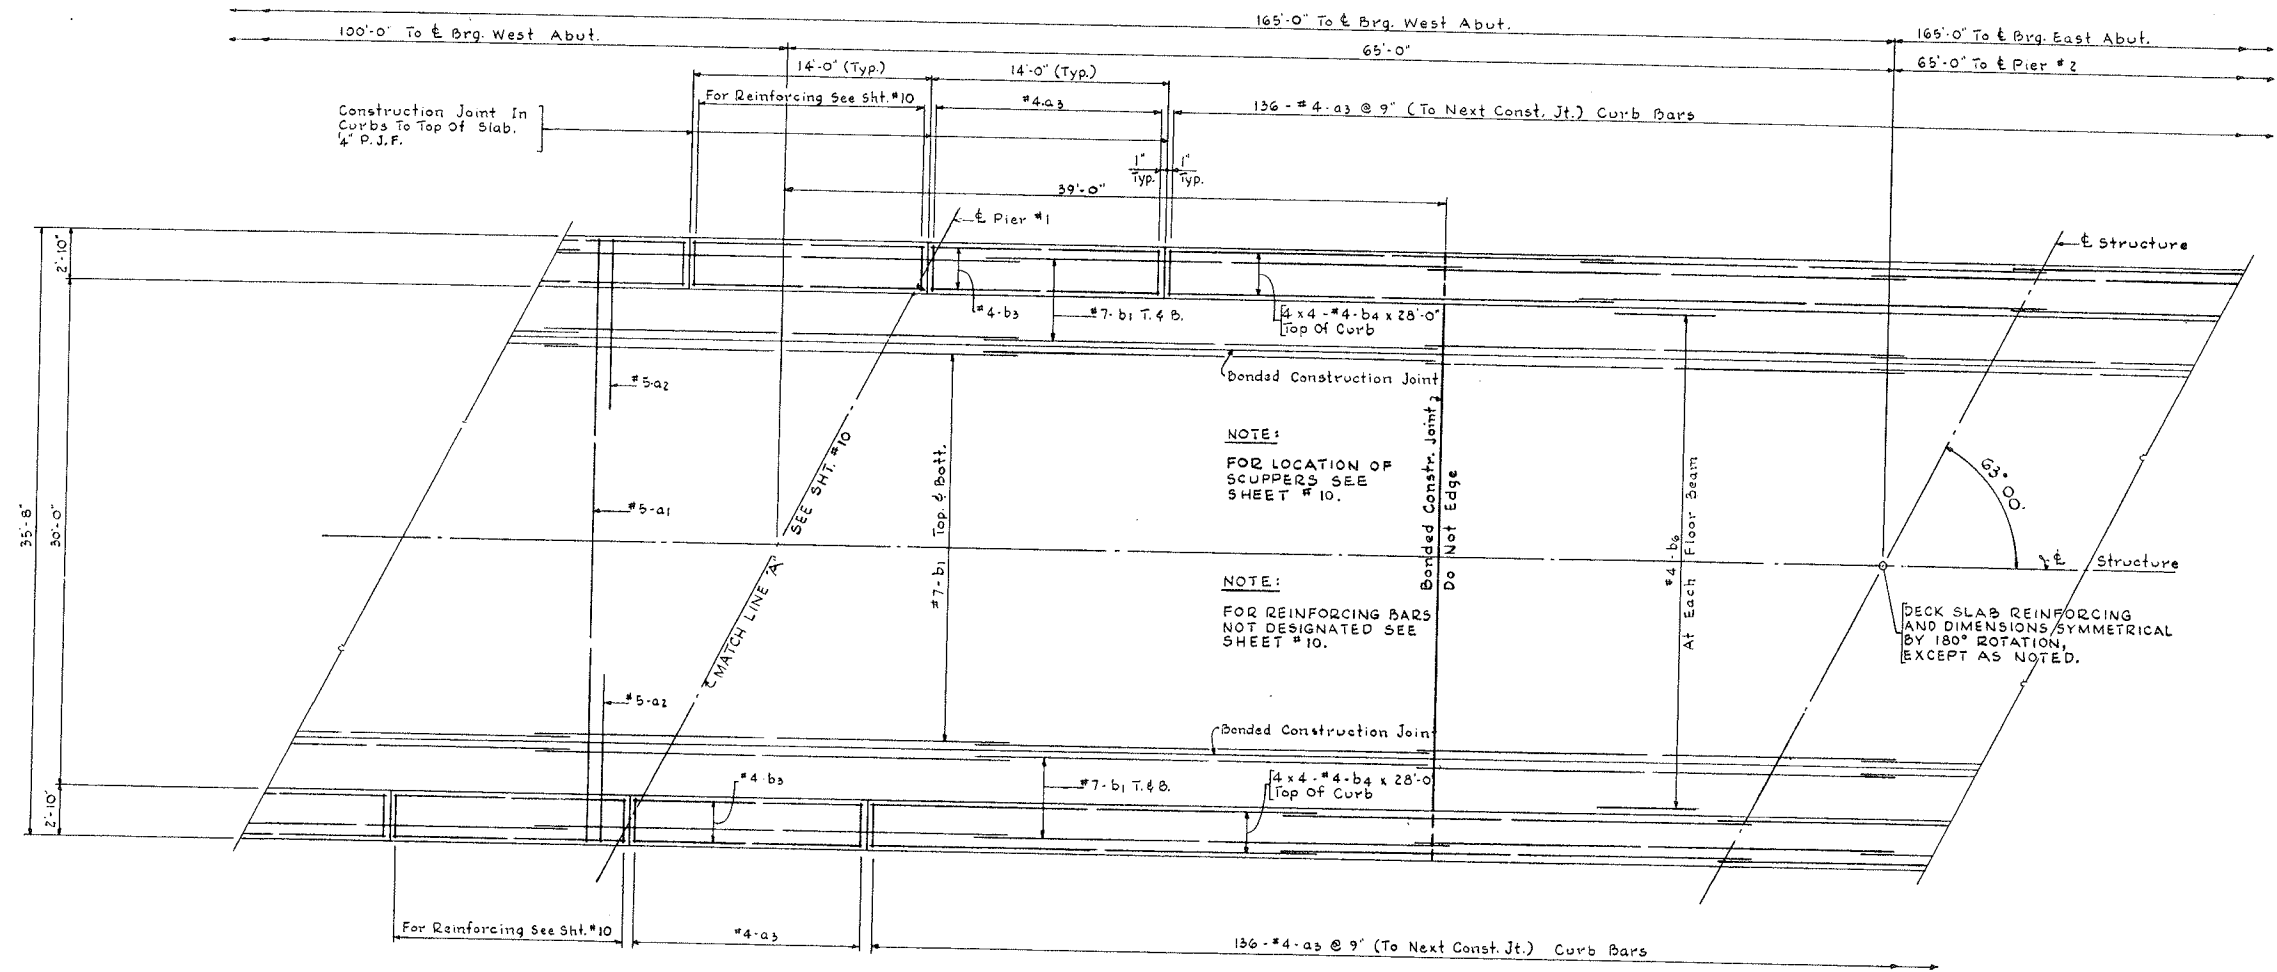 165'-0" To ℄ Brg. West Abut.
100'-0" To ℄ Brg. West Abut.
65'-0"
165'-0" To ℄ Brg. East Abut.
65'-0" To ℄ Pier #2
14'-0" (Typ.)
14'-0" (Typ.)
For Reinforcing See Sht. #10
#4-a3
136 - #4-a3 @ 9" (To Next Const. Jt.) Curb Bars
Construction Joint In
Curbs To Top Of Slab.
¼" P.J.F.
1"
Typ.
1"
Typ.
39'-0"
℄ Pier #1
℄ Structure
2'-10"
#4-b3
#7-b1 T. & B.
4 x 4 - #4-b4 x 28'-0"
Top Of Curb
Bonded Construction Joint
#5-a2
SEE SHT. #10
#7-b1 Top. & Bott.
NOTE:
FOR LOCATION OF
SCUPPERS SEE
SHEET #10.
Bonded Constr. Joint
Do Not Edge
#4-b6
At Each Floor Beam
63° 00'
35'-8"
30'-0"
#5-a1
℄ Structure
MATCH LINE "A"
NOTE:
FOR REINFORCING BARS
NOT DESIGNATED SEE
SHEET #10.
DECK SLAB REINFORCING
AND DIMENSIONS SYMMETRICAL
BY 180° ROTATION,
EXCEPT AS NOTED.
#5-a2
Bonded Construction Joint
2'-10"
#4-b3
#7-b1 T. & B.
4 x 4 - #4-b4 x 28'-0
Top Of Curb
For Reinforcing See Sht. #10
#4-a3
136 - #4-a3 @ 9" (To Next Const. Jt.) Curb Bars